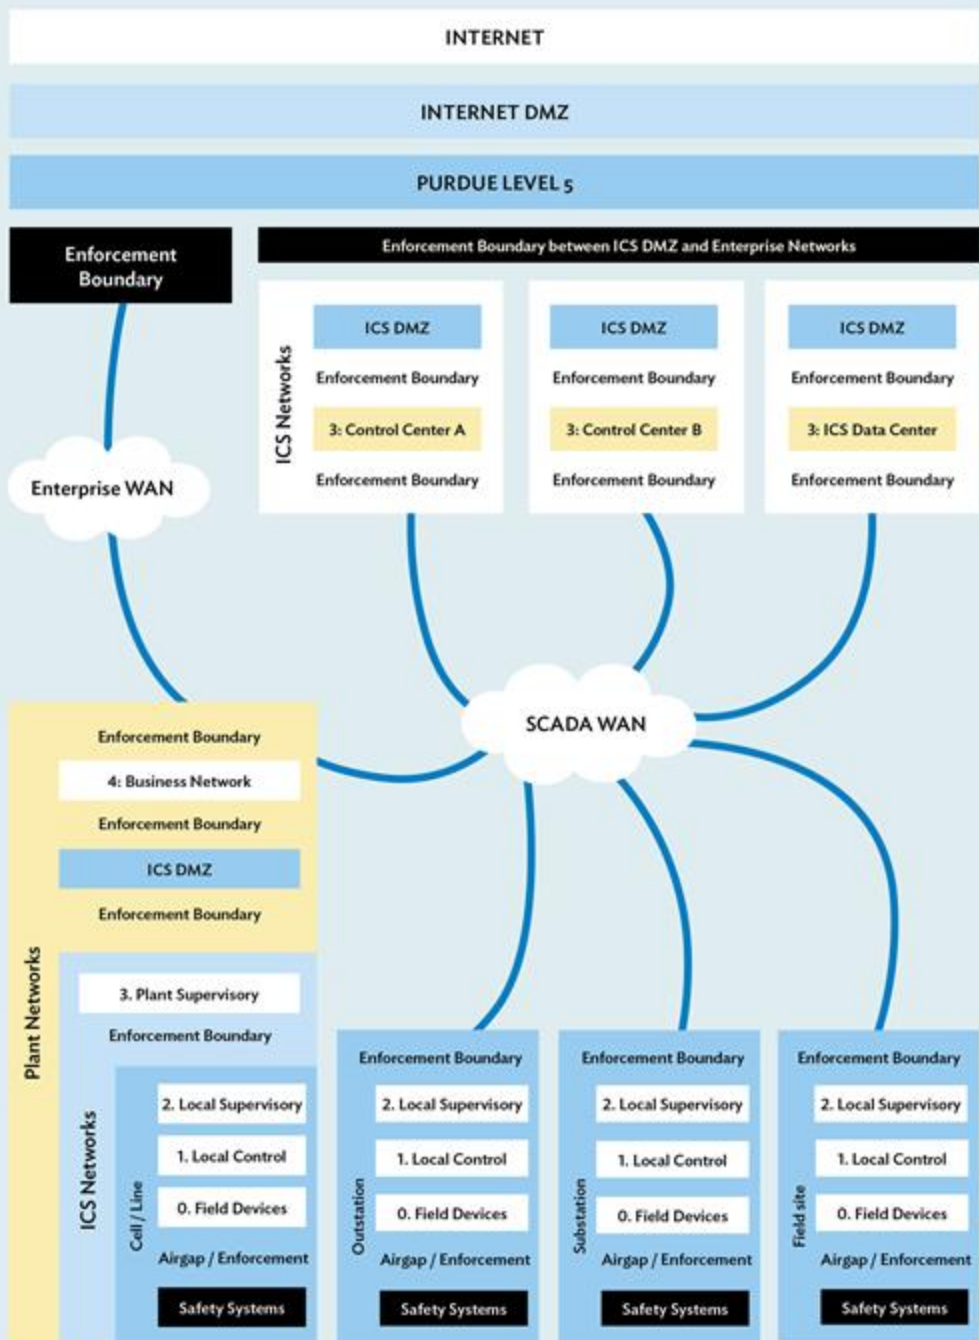 INTERNET
INTERNET DMZ
PURDUE LEVEL 5
Enforcement
Boundary
Enforcement Boundary between ICS DMZ and Enterprise Networks
ICS Networks
ICS DMZ
Enforcement Boundary
3: Control Center A
Enforcement Boundary
ICS DMZ
Enforcement Boundary
3: Control Center B
Enforcement Boundary
ICS DMZ
Enforcement Boundary
3: ICS Data Center
Enforcement Boundary
Enterprise WAN
SCADA WAN
Plant Networks
Enforcement Boundary
4: Business Network
Enforcement Boundary
ICS DMZ
Enforcement Boundary
ICS Networks
3. Plant Supervisory
Enforcement Boundary
Cell / Line
2. Local Supervisory
1. Local Control
0. Field Devices
Airgap / Enforcement
Safety Systems
Outstation
Enforcement Boundary
2. Local Supervisory
1. Local Control
0. Field Devices
Airgap / Enforcement
Safety Systems
Substation
Enforcement Boundary
2. Local Supervisory
1. Local Control
0. Field Devices
Airgap / Enforcement
Safety Systems
Field site
Enforcement Boundary
2. Local Supervisory
1. Local Control
0. Field Devices
Airgap / Enforcement
Safety Systems